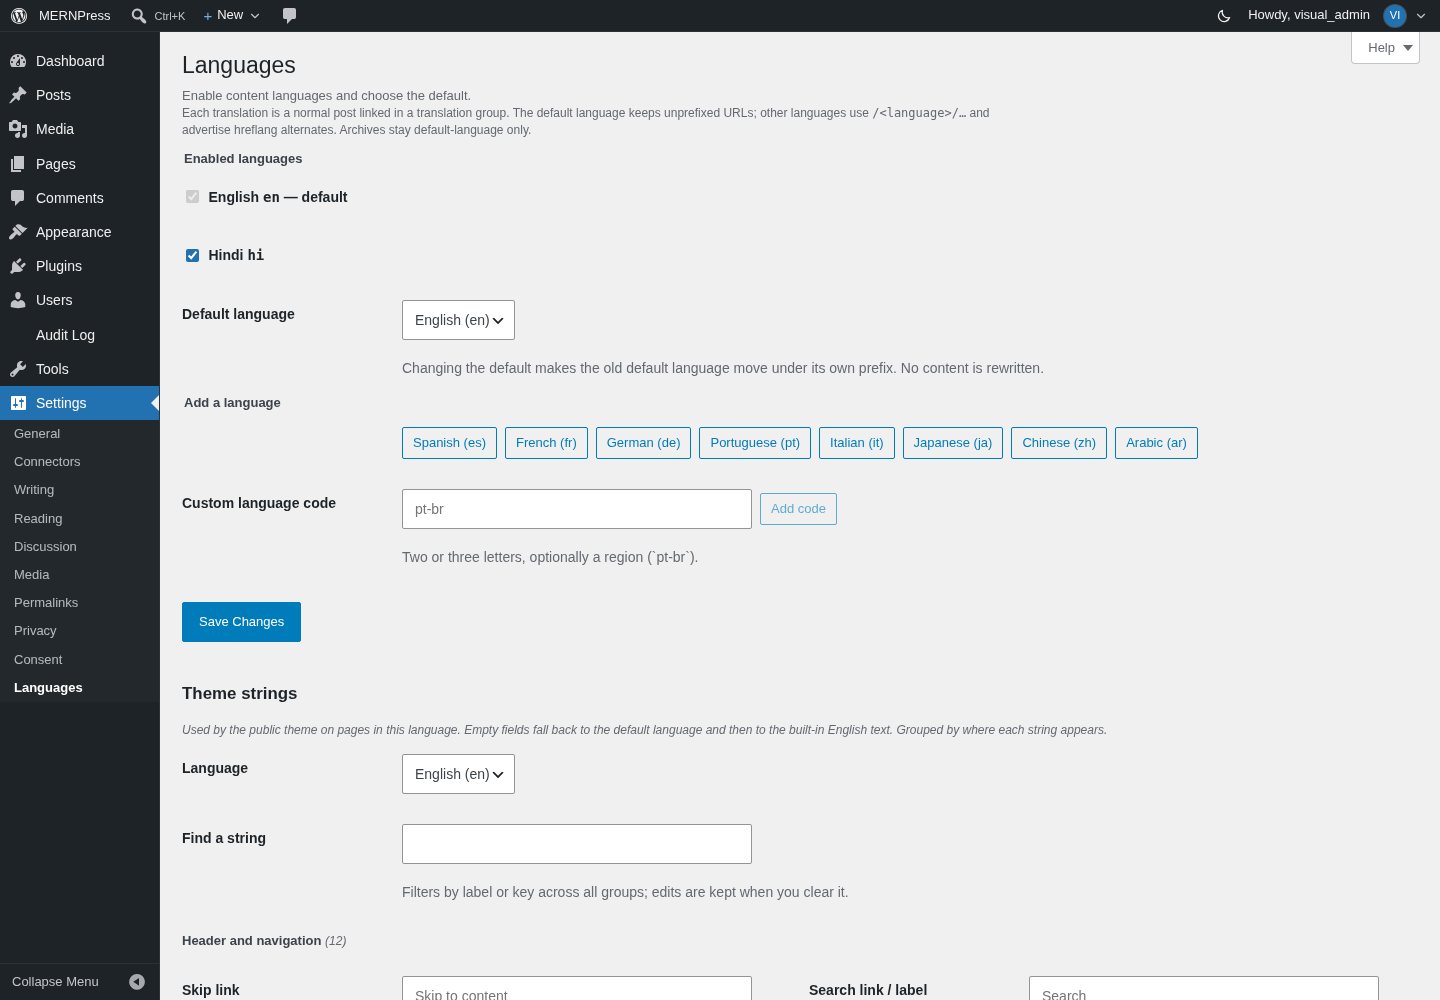 MERNPress
Ctrl+K
+ New
Howdy, visual_admin
VI
Help
Dashboard
Posts
Media
Pages
Comments
Appearance
Plugins
Users
Audit Log
Tools
Settings
General
Connectors
Writing
Reading
Discussion
Media
Permalinks
Privacy
Consent
Languages
Collapse Menu
Languages
Enable content languages and choose the default.
Each translation is a normal post linked in a translation group. The default language keeps unprefixed URLs; other languages use /<language>/… and
advertise hreflang alternates. Archives stay default-language only.
Enabled languages
English en — default
Hindi hi
Default language
English (en)
Changing the default makes the old default language move under its own prefix. No content is rewritten.
Add a language
Spanish (es) French (fr) German (de) Portuguese (pt) Italian (it) Japanese (ja) Chinese (zh) Arabic (ar)
Custom language code
pt-br
Add code
Two or three letters, optionally a region (`pt-br`).
Save Changes
Theme strings
Used by the public theme on pages in this language. Empty fields fall back to the default language and then to the built-in English text. Grouped by where each string appears.
Language
English (en)
Find a string
Filters by label or key across all groups; edits are kept when you clear it.
Header and navigation (12)
Skip link
Skip to content
Search link / label
Search